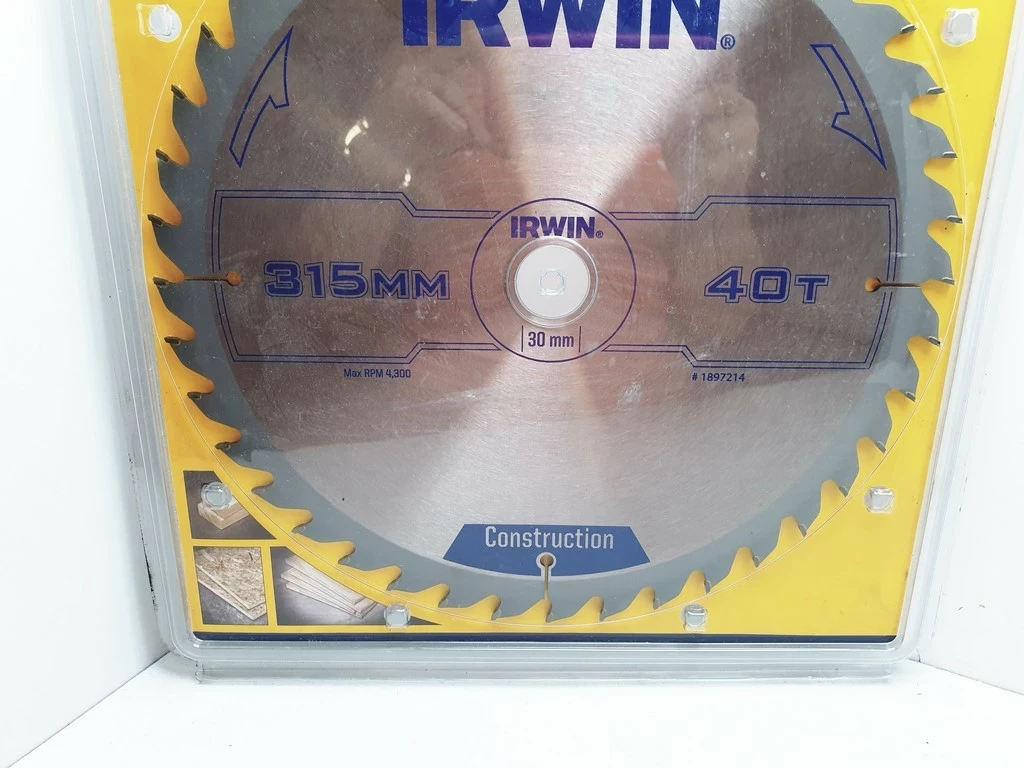 IRWIN®
IRWIN®
315MM
40T
30 mm
Max RPM 4,300
# 1897214
Construction